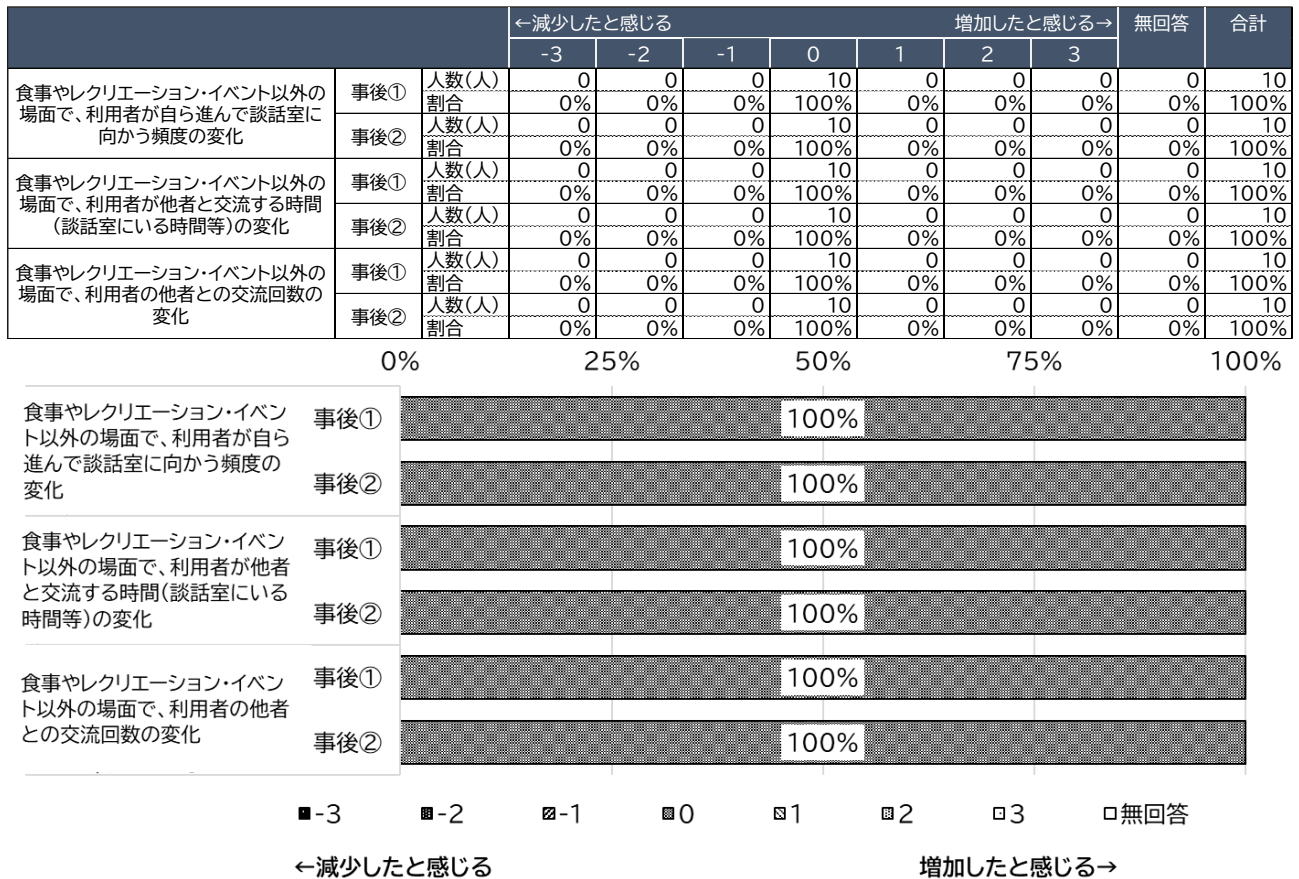 ←減少したと感じる 増加したと感じる→ 無回答 合計
-3 -2 -1 0 1 2 3
食事やレクリエーション・イベント以外の
場面で、利用者が自ら進んで談話室に
向かう頻度の変化
事後① 人数(人) 0 0 0 10 0 0 0 0 10
割合 0% 0% 0% 100% 0% 0% 0% 0% 100%
事後② 人数(人) 0 0 0 10 0 0 0 0 10
割合 0% 0% 0% 100% 0% 0% 0% 0% 100%
食事やレクリエーション・イベント以外の
場面で、利用者が他者と交流する時間
(談話室にいる時間等)の変化
事後① 人数(人) 0 0 0 10 0 0 0 0 10
割合 0% 0% 0% 100% 0% 0% 0% 0% 100%
事後② 人数(人) 0 0 0 10 0 0 0 0 10
割合 0% 0% 0% 100% 0% 0% 0% 0% 100%
食事やレクリエーション・イベント以外の
場面で、利用者の他者との交流回数の
変化
事後① 人数(人) 0 0 0 10 0 0 0 0 10
割合 0% 0% 0% 100% 0% 0% 0% 0% 100%
事後② 人数(人) 0 0 0 10 0 0 0 0 10
割合 0% 0% 0% 100% 0% 0% 0% 0% 100%
0% 25% 50% 75% 100%
食事やレクリエーション・イベン
ト以外の場面で、利用者が自ら
進んで談話室に向かう頻度の
変化
事後① 100%
事後② 100%
食事やレクリエーション・イベン
ト以外の場面で、利用者が他者
と交流する時間(談話室にいる
時間等)の変化
事後① 100%
事後② 100%
食事やレクリエーション・イベン
ト以外の場面で、利用者の他者
との交流回数の変化
事後① 100%
事後② 100%
-3 -2 -1 0 1 2 3 無回答
←減少したと感じる 増加したと感じる→